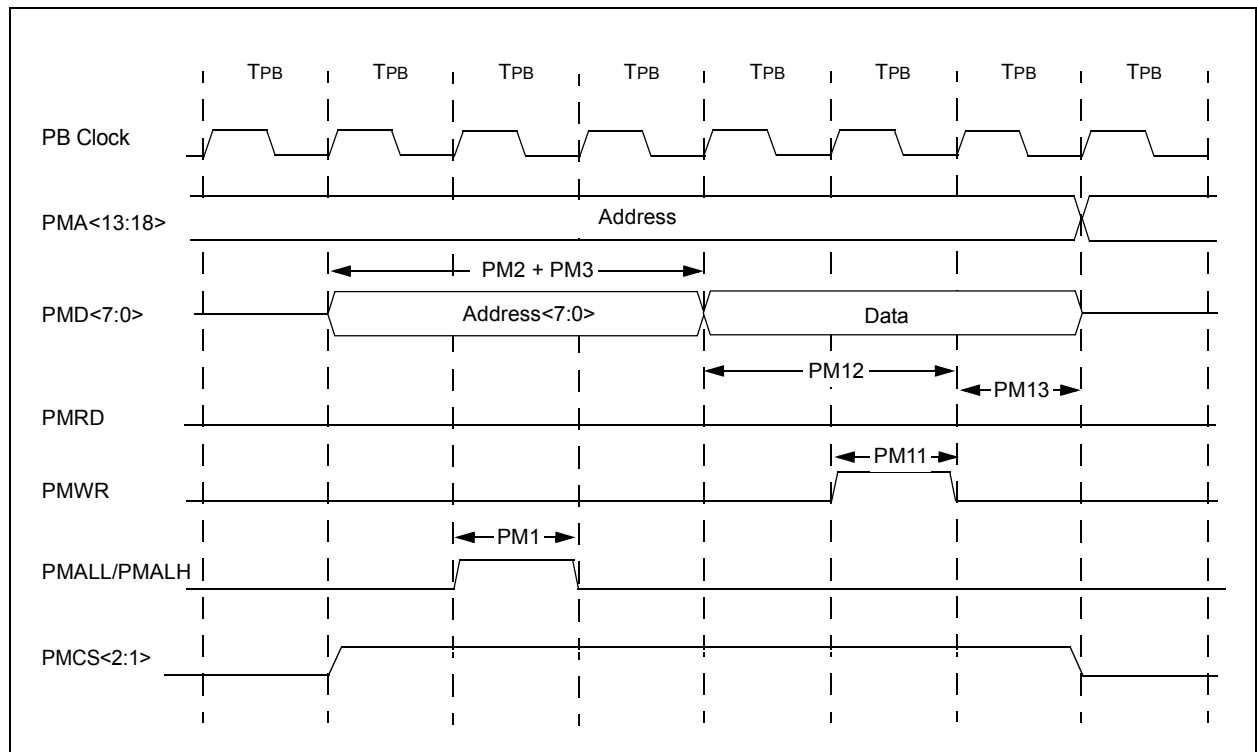 TPB TPB TPB TPB TPB TPB TPB TPB
PB Clock
PMA<13:18>
Address
PM2 + PM3
PMD<7:0>
Address<7:0>
Data
PM12
PM13
PMRD
PM11
PMWR
PM1
PMALL/PMALH
PMCS<2:1>